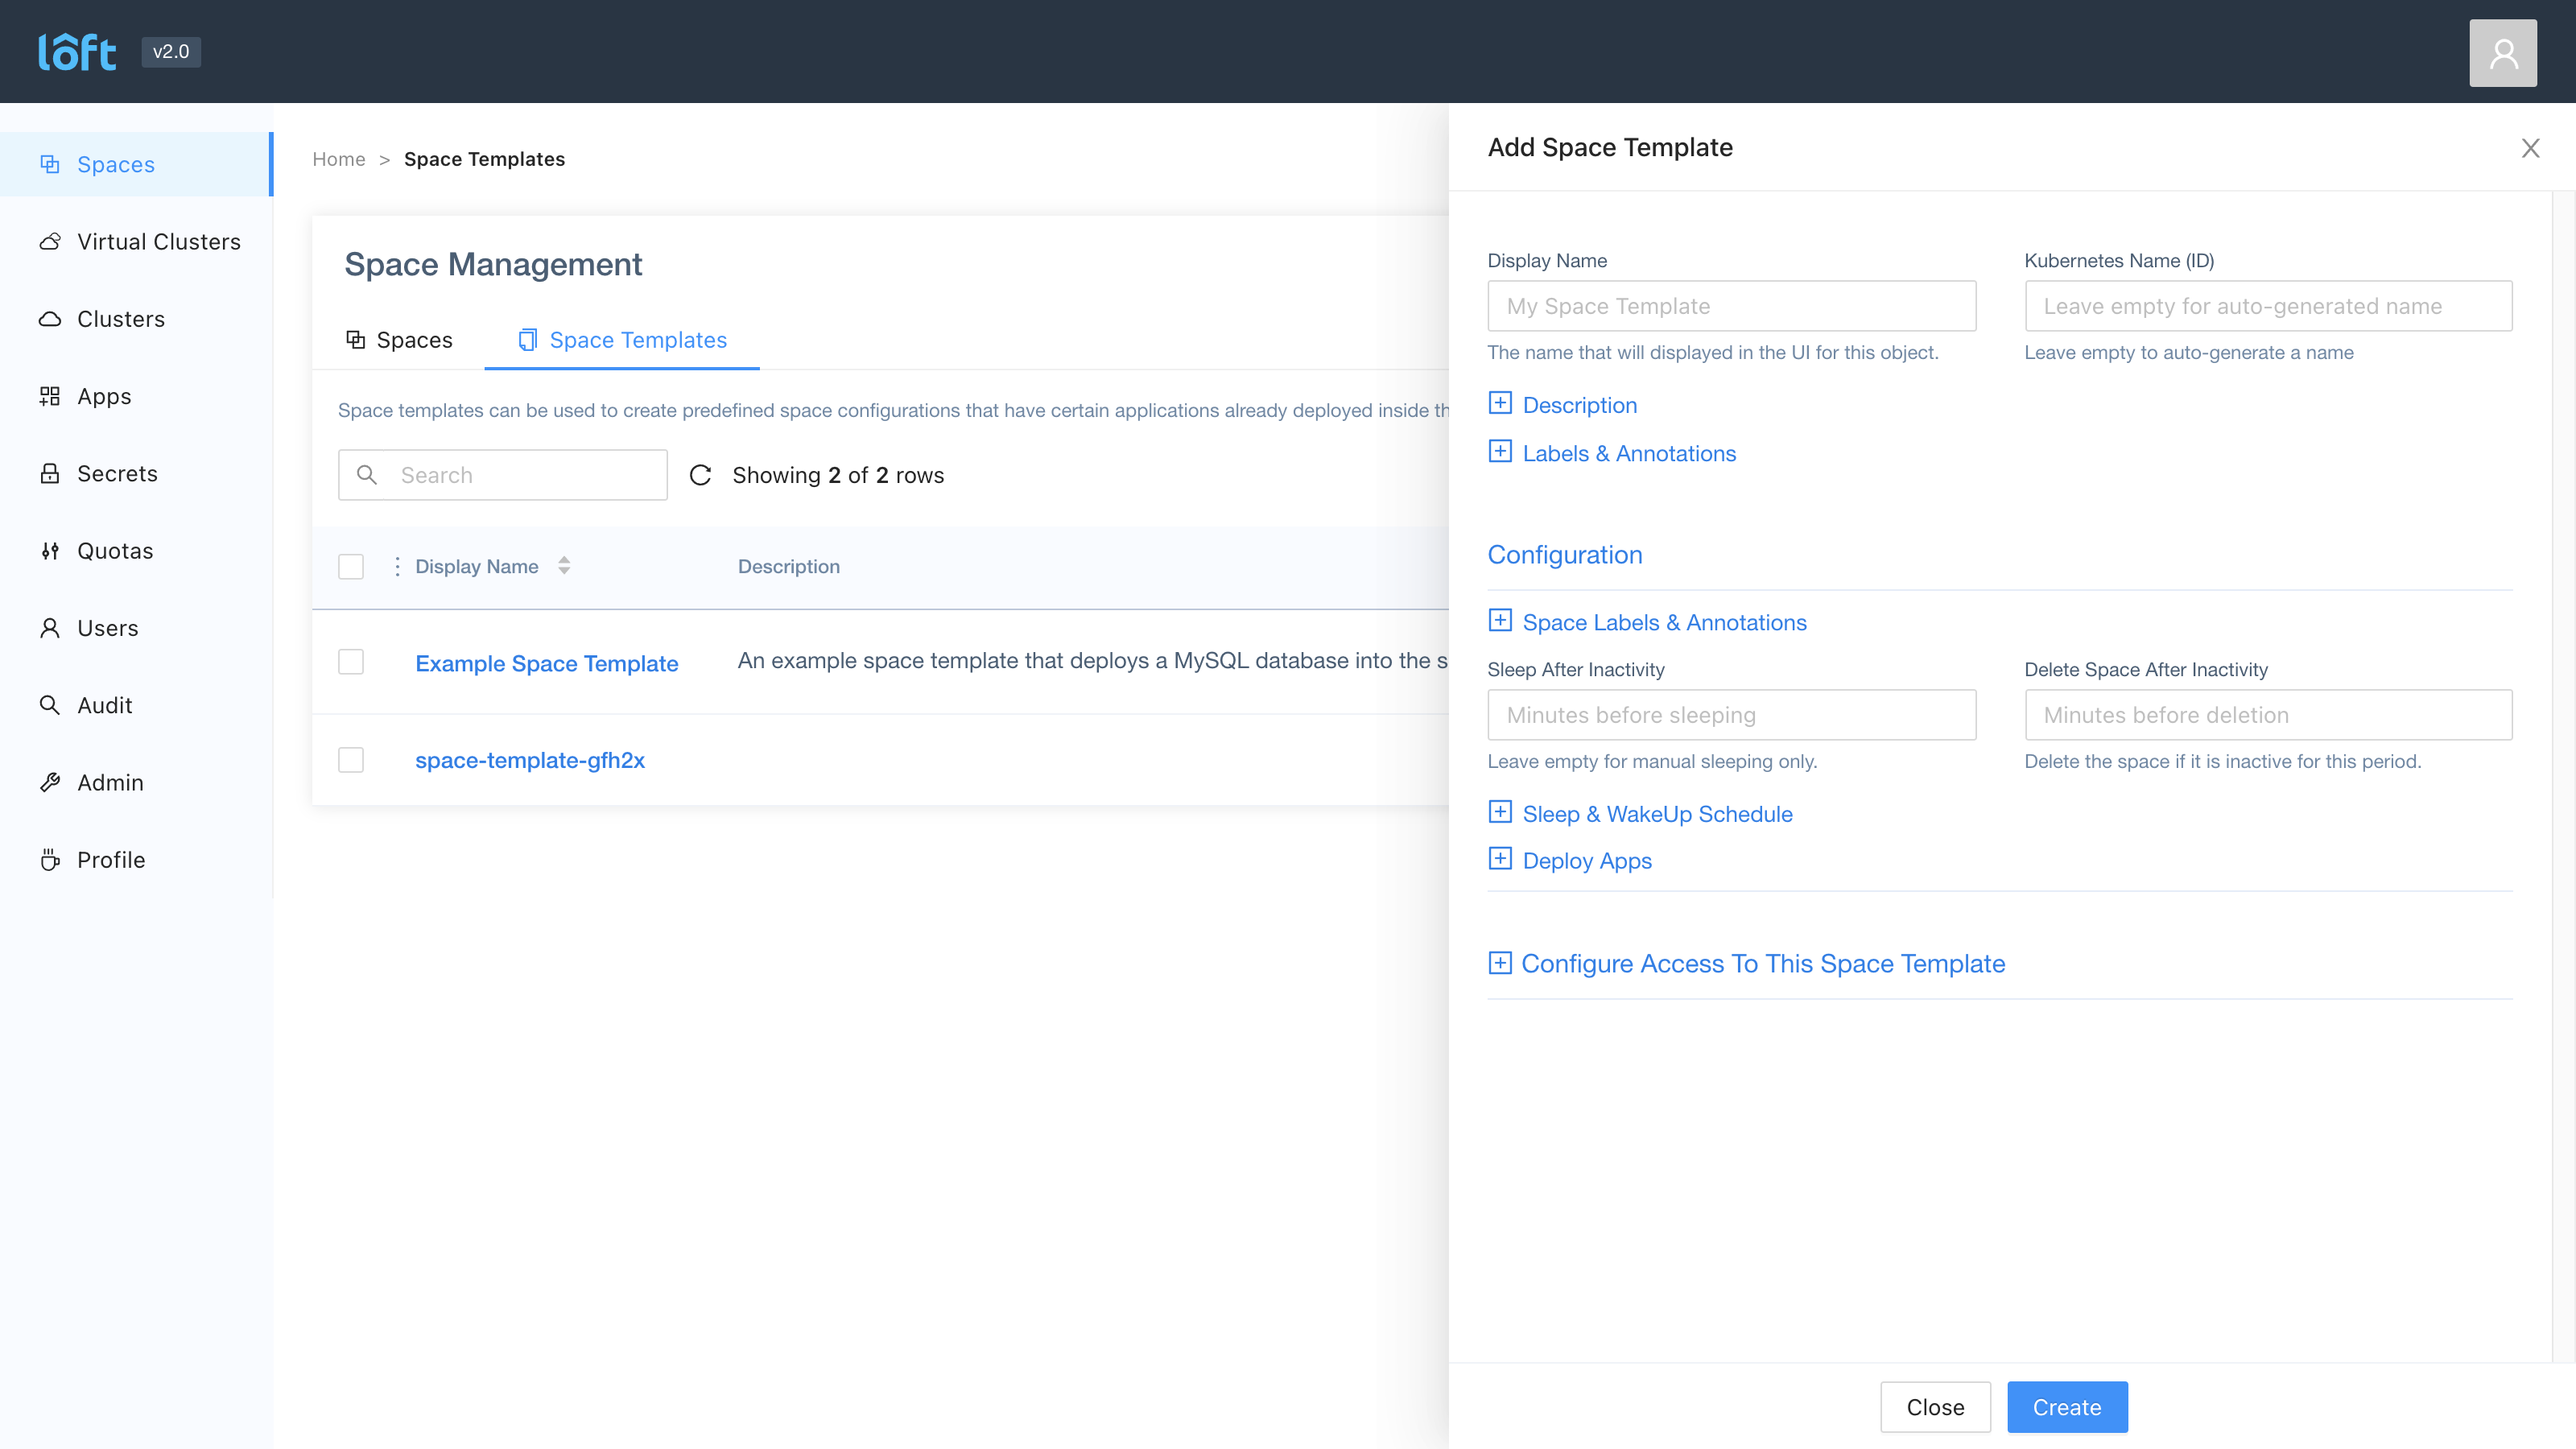 lôft v2.0
Spaces
Virtual Clusters
Clusters
Apps
Secrets
Quotas
Users
Audit
Admin
Profile
Home > Space Templates
Space Management
Spaces
Space Templates
Space templates can be used to create predefined space configurations that have certain applications already deployed inside th
Search
Showing 2 of 2 rows
Display Name
Description
Example Space Template
An example space template that deploys a MySQL database into the s
space-template-gfh2x
Add Space Template
Display Name
My Space Template
The name that will displayed in the UI for this object.
Kubernetes Name (ID)
Leave empty for auto-generated name
Leave empty to auto-generate a name
Description
Labels & Annotations
Configuration
Space Labels & Annotations
Sleep After Inactivity
Minutes before sleeping
Leave empty for manual sleeping only.
Delete Space After Inactivity
Minutes before deletion
Delete the space if it is inactive for this period.
Sleep & WakeUp Schedule
Deploy Apps
Configure Access To This Space Template
Close
Create